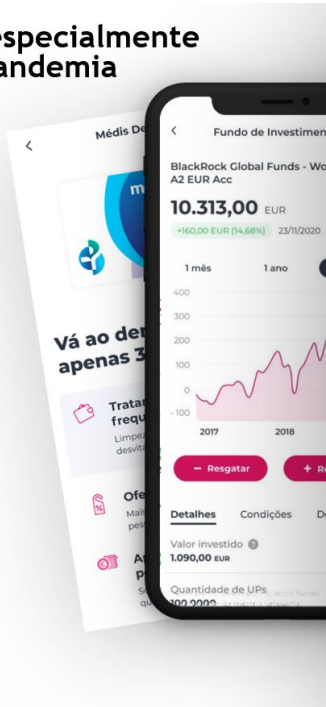 especialmente
andemia
Médis De
m
Vá ao den
apenas 3
Tratar
frequ
Limpez
desvita
Ofe
Mais
pess
A
p
S
qu
Fundo de Investimen
BlackRock Global Funds - Wo
A2 EUR Acc
10.313,00 EUR
+160,00 EUR (14,68%) 23/11/2020
1 mês 1 ano
400
300
200
100
0
- 100
2017 2018
– Resgatar + Re
Detalhes Condições D
Valor investido ?
1.090,00 EUR
Quantidade de UPs